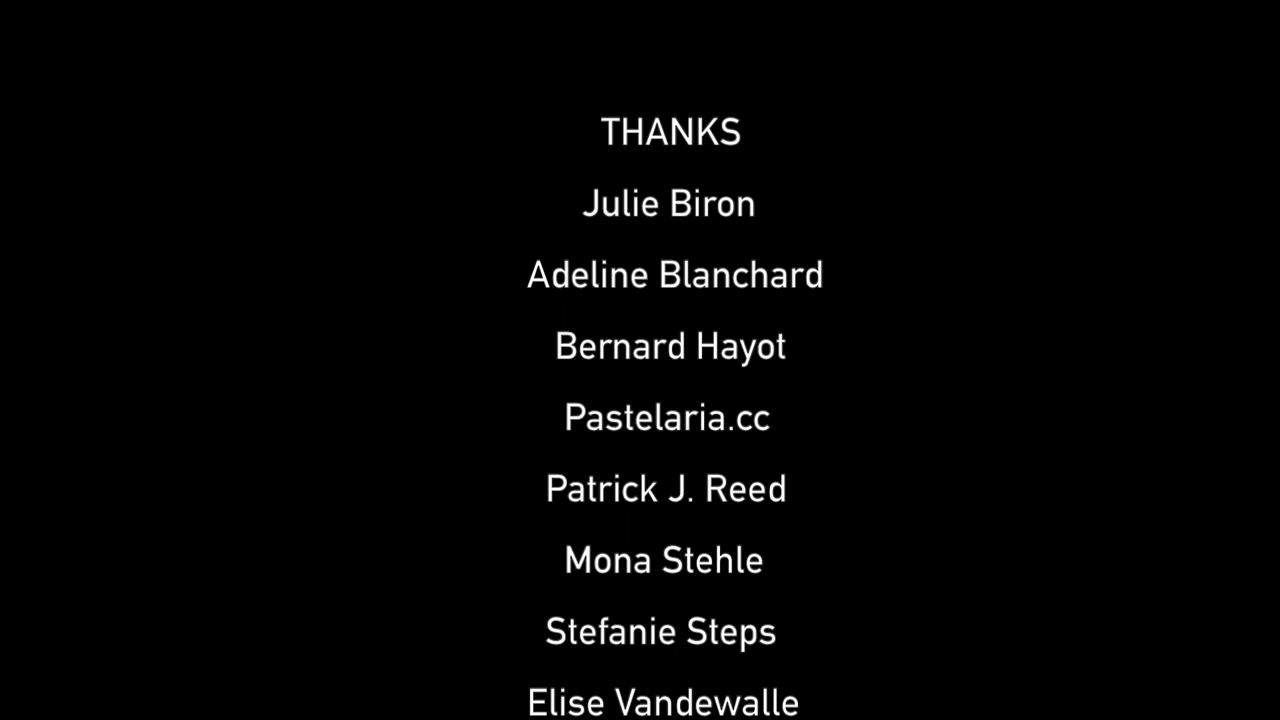 THANKS
Julie Biron
Adeline Blanchard
Bernard Hayot
Pastelaria.cc
Patrick J. Reed
Mona Stehle
Stefanie Steps
Elise Vandewalle